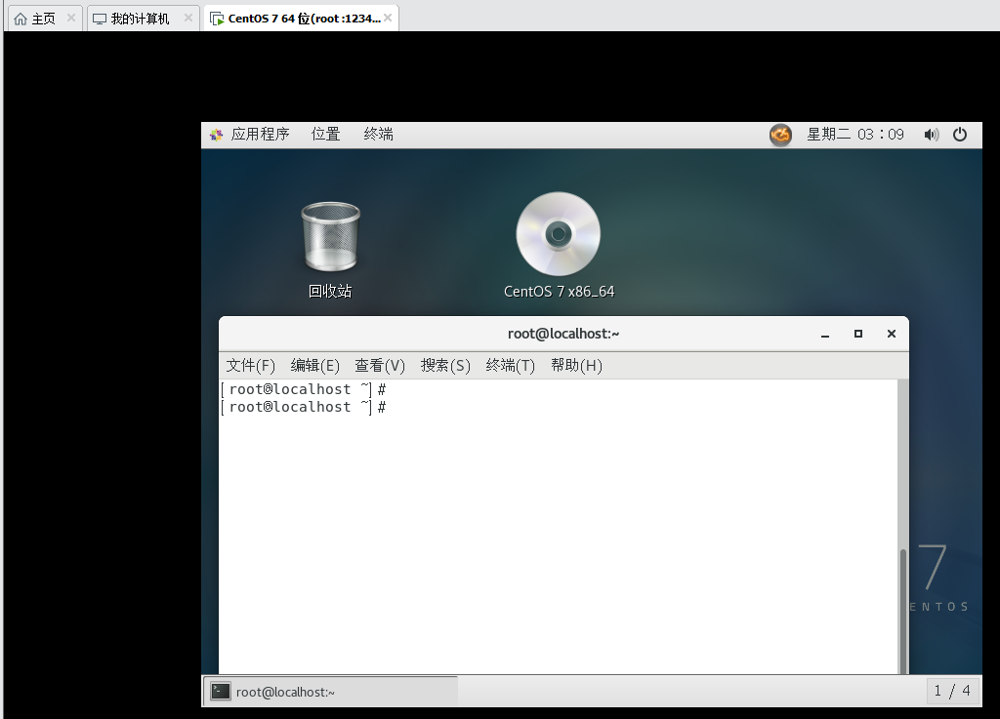 主页 我的计算机 CentOS 7 64 位(root :1234...
应用程序 位置 终端 星期二 03：09
回收站 CentOS 7 x86_64
root@localhost:~
文件(F) 编辑(E) 查看(V) 搜索(S) 终端(T) 帮助(H)
[root@localhost ~]#
[root@localhost ~]#
7
ENTOS
root@localhost:~ 1 / 4